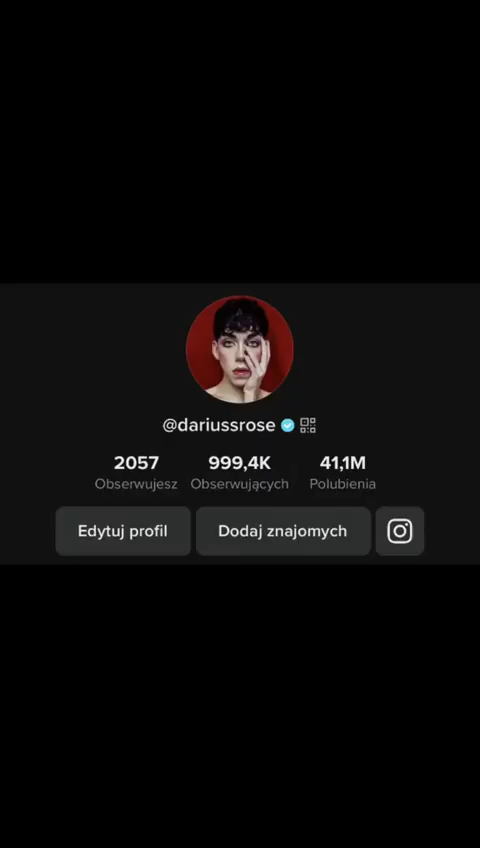 @dariussrose
2057 999,4K 41,1M
Obserwujesz Obserwujących Polubienia
Edytuj profil Dodaj znajomych